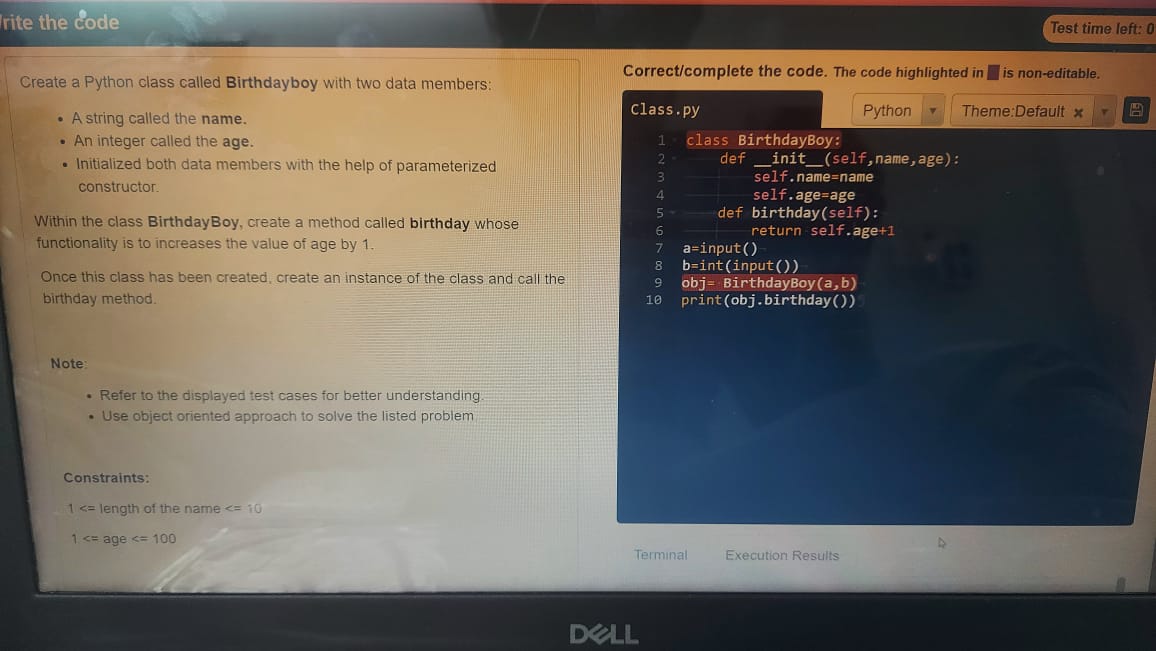 rite the code
Test time left: 0
Create a Python class called Birthdayboy with two data members:
• A string called the name.
• An integer called the age.
• Initialized both data members with the help of parameterized
constructor.
Within the class BirthdayBoy, create a method called birthday whose
functionality is to increases the value of age by 1.
Once this class has been created, create an instance of the class and call the
birthday method.
Note:
• Refer to the displayed test cases for better understanding.
• Use object oriented approach to solve the listed problem.
Constraints:
1 <= length of the name <= 10
1 <= age <= 100
Correct/complete the code. The code highlighted in is non-editable.
Class.py
Python
Theme:Default ×
1 class BirthdayBoy:
2 def __init__(self,name,age):
3 self.name=name
4 self.age=age
5 def birthday(self):
6 return self.age+1
7 a=input()
8 b=int(input())
9 obj= BirthdayBoy(a,b)
10 print(obj.birthday())
Terminal
Execution Results
DELL